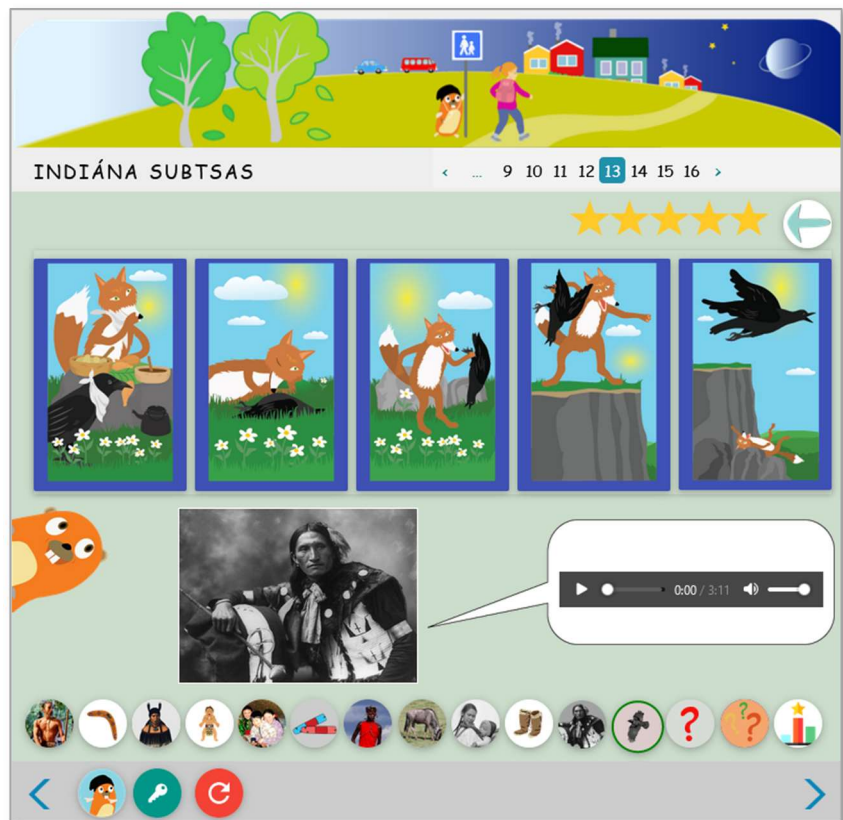 INDIÁNA SUBTSAS
‹ ... 9 10 11 12 13 14 15 16 ›
0:00 / 3:11
?
? ? ?